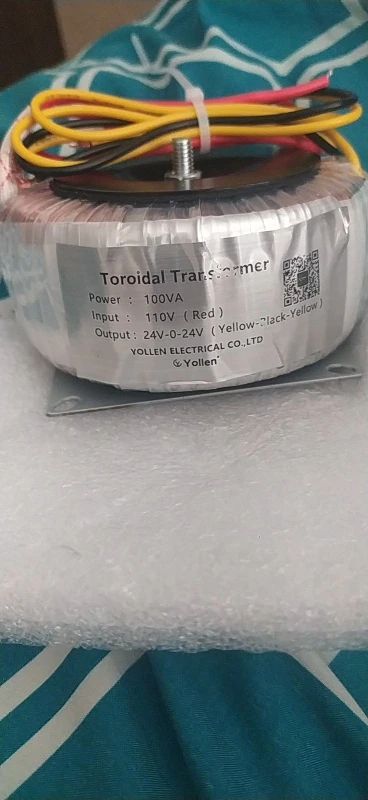 Toroidal Transformer
Power : 100VA
Input : 110V ( Red )
Output : 24V-0-24V ( Yellow-Black-Yellow )
YOLLEN ELECTRICAL CO.,LTD
Yollen